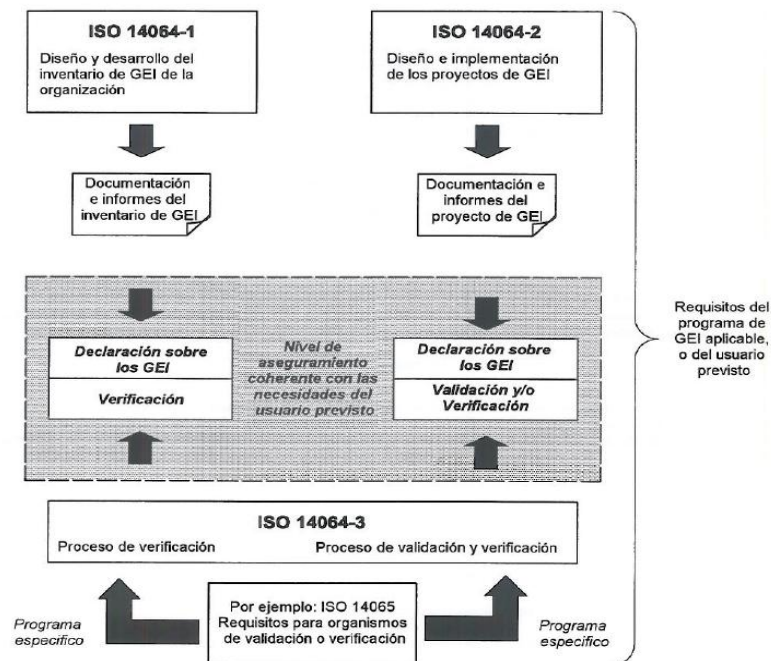 ISO 14064-1
Diseño y desarrollo del
inventario de GEI de la
organización
ISO 14064-2
Diseño e implementación
de los proyectos de GEI
Documentación
e informes del
inventario de GEI
Documentación e
informes del
proyecto de GEI
Declaración sobre
los GEI
Verificación
Nivel de
aseguramiento
coherente con las
necesidades del
usuario previsto
Declaración sobre
los GEI
Validación y/o
Verificación
Requisitos del
programa de
GEI aplicable,
o del usuario
previsto
ISO 14064-3
Proceso de verificación
Proceso de validación y verificación
Programa
específico
Por ejemplo: ISO 14065
Requisitos para organismos
de validación o verificación
Programa
específico